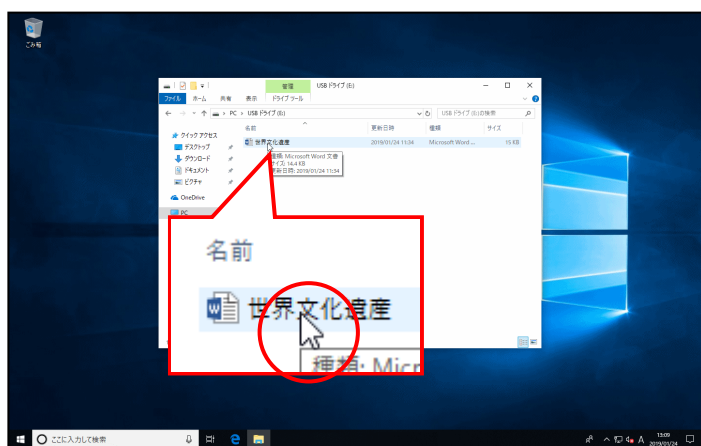 ごみ箱
管理 USB ドライブ (E:)
ファイル ホーム 共有 表示 ドライブ ツール
PC > USB ドライブ (E:)
USB ドライブ (E:)の検索
名前 更新日時 種類 サイズ
クイック アクセス
世界文化遺産 2019/01/24 11:34 Microsoft Word ... 15 KB
デスクトップ
種類: Microsoft Word 文書
ダウンロード
サイズ: 14.4 KB
ドキュメント
更新日時: 2019/01/24 11:34
ピクチャ
OneDrive
PC
名前
世界文化遺産
種類: Micr
ここに入力して検索
A
13:09
2019/01/24